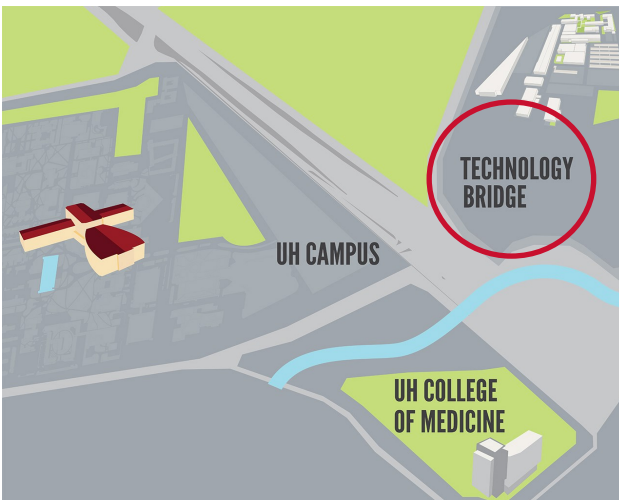 TECHNOLOGY
BRIDGE
UH CAMPUS
UH COLLEGE
OF MEDICINE